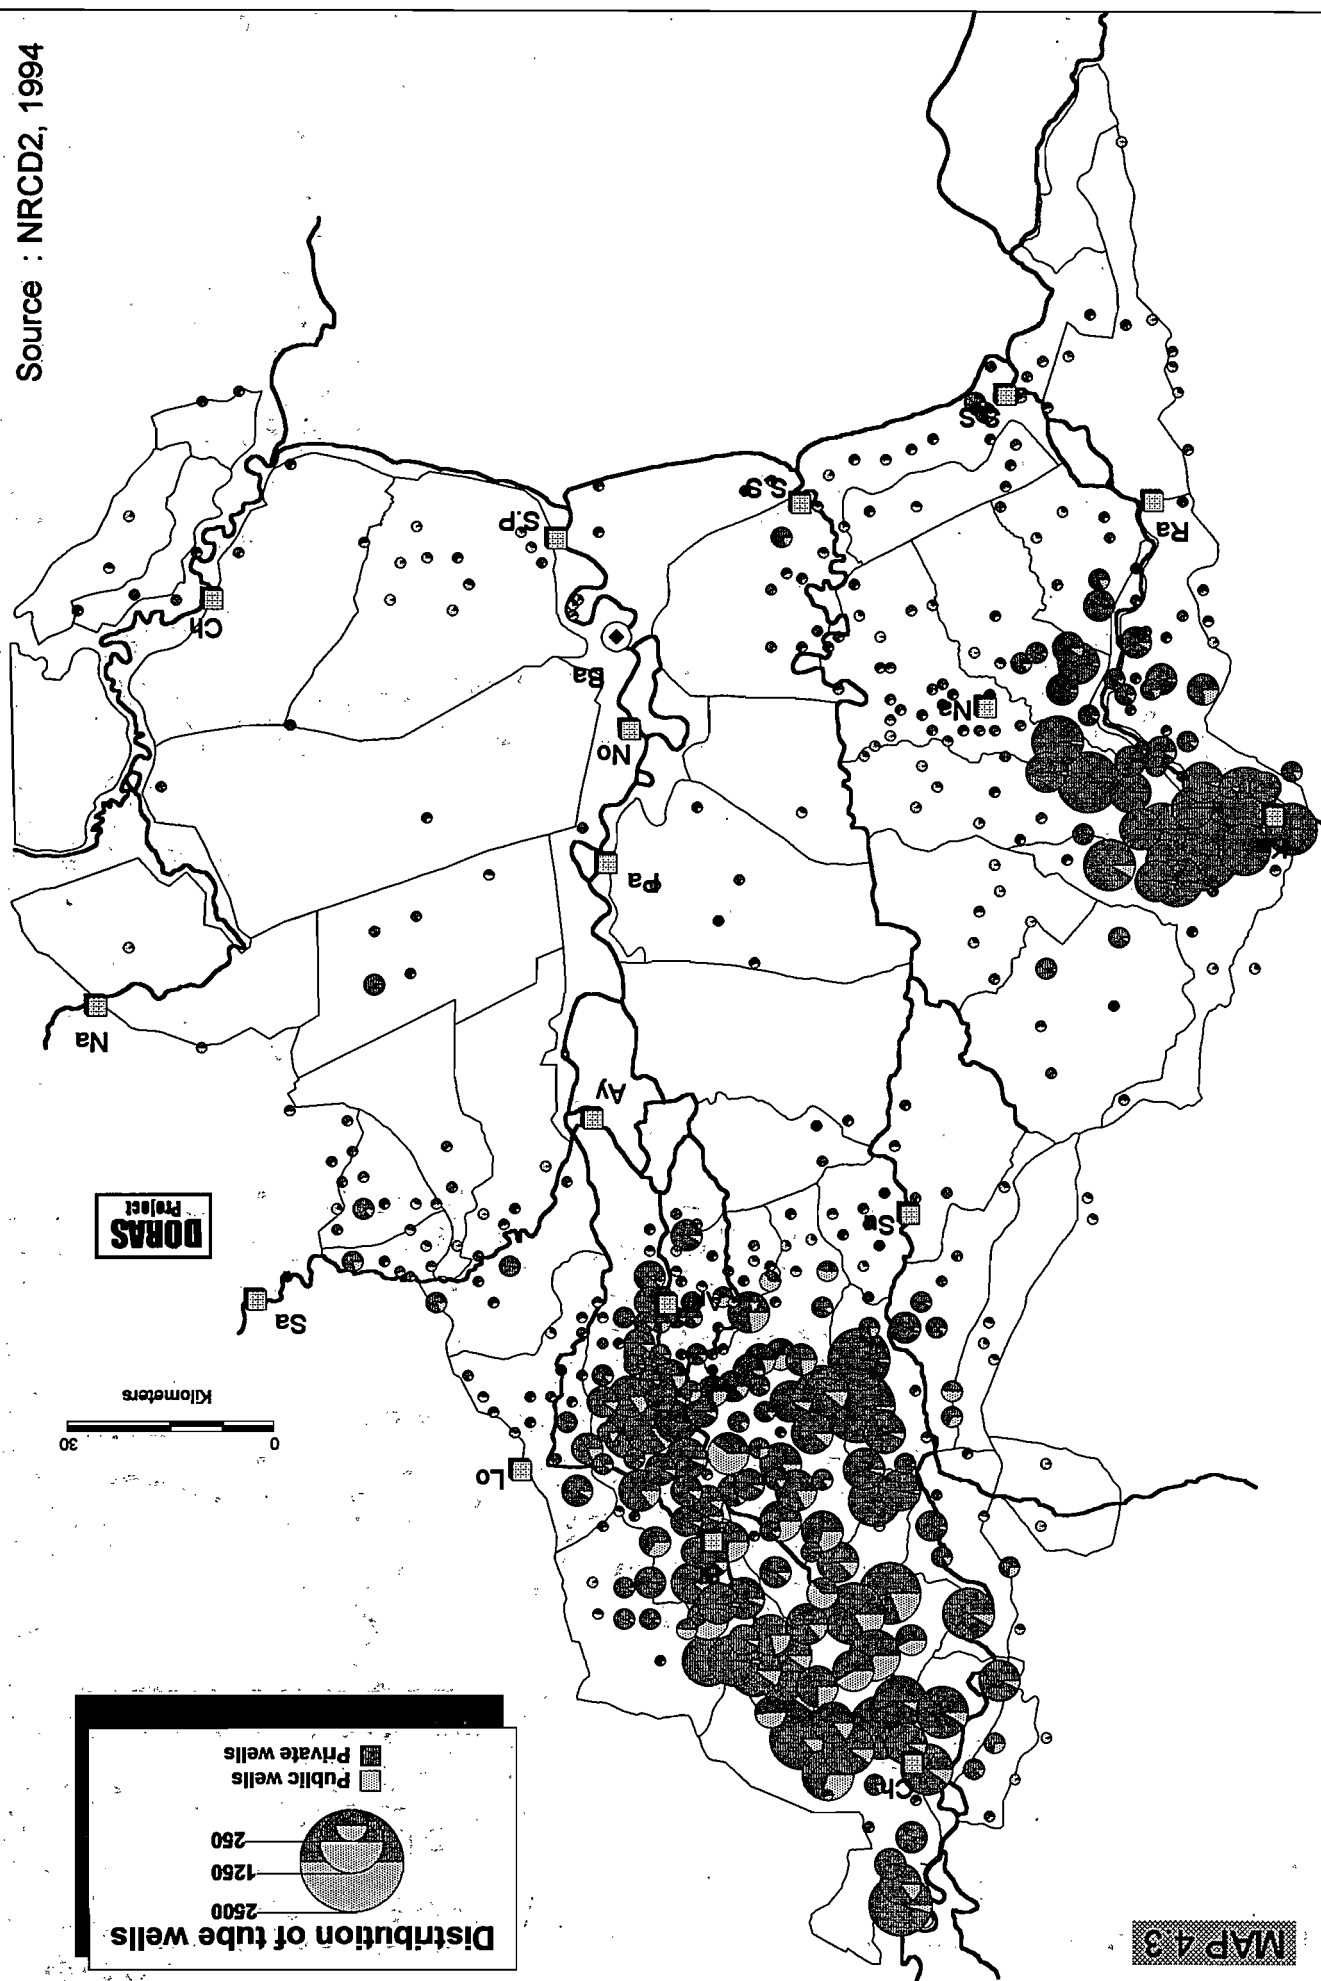 MAP 4.3
Distribution of tube wells
2500
1250
250
Public wells
Private wells
Ch
Lo
0
30
Kilometers
Sa
DORAS
Project
Su
Ay
Na
Pa
No
Na
Ba
Ch
S.P
S.S
Ra
S.S
Source : NRCD2, 1994